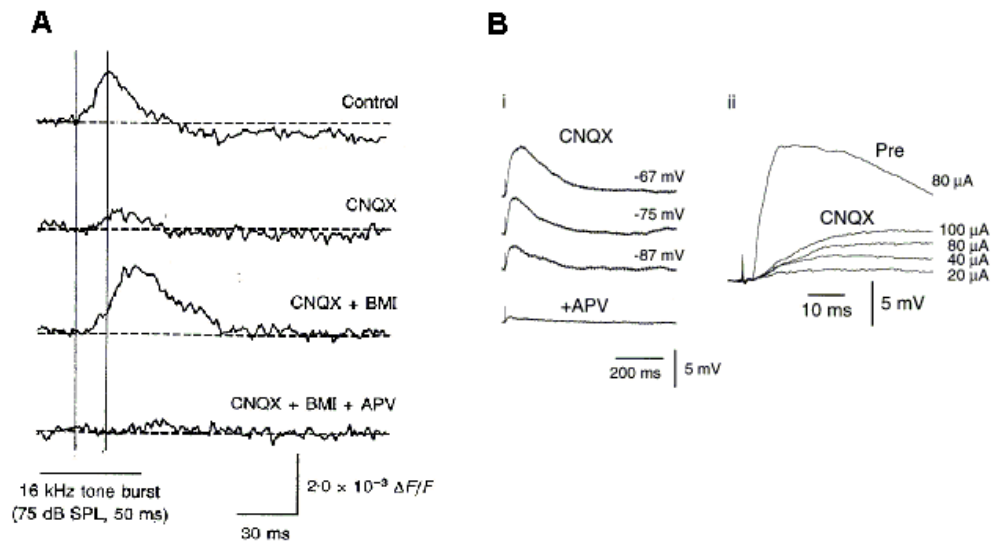 A
Control
CNQX
CNQX + BMI
CNQX + BMI + APV
16 kHz tone burst
(75 dB SPL, 50 ms)
2·0 × 10⁻³ ΔF/F
30 ms
B
i
CNQX
-67 mV
-75 mV
-87 mV
+APV
200 ms
5 mV
ii
Pre
80 μA
CNQX
100 μA
80 μA
40 μA
20 μA
10 ms
5 mV